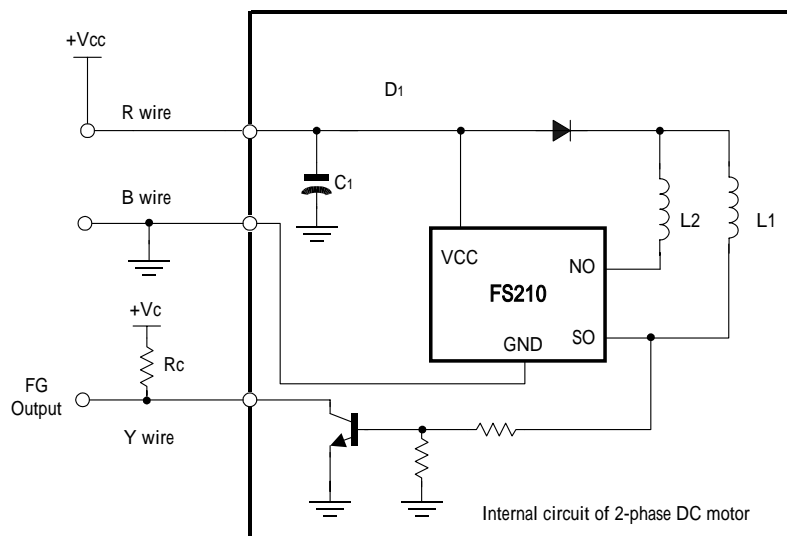 +Vcc
D1
R wire
C1
B wire
L2
L1
VCC
NO
FS210
SO
GND
+Vc
Rc
FG
Output
Y wire
Internal circuit of 2-phase DC motor